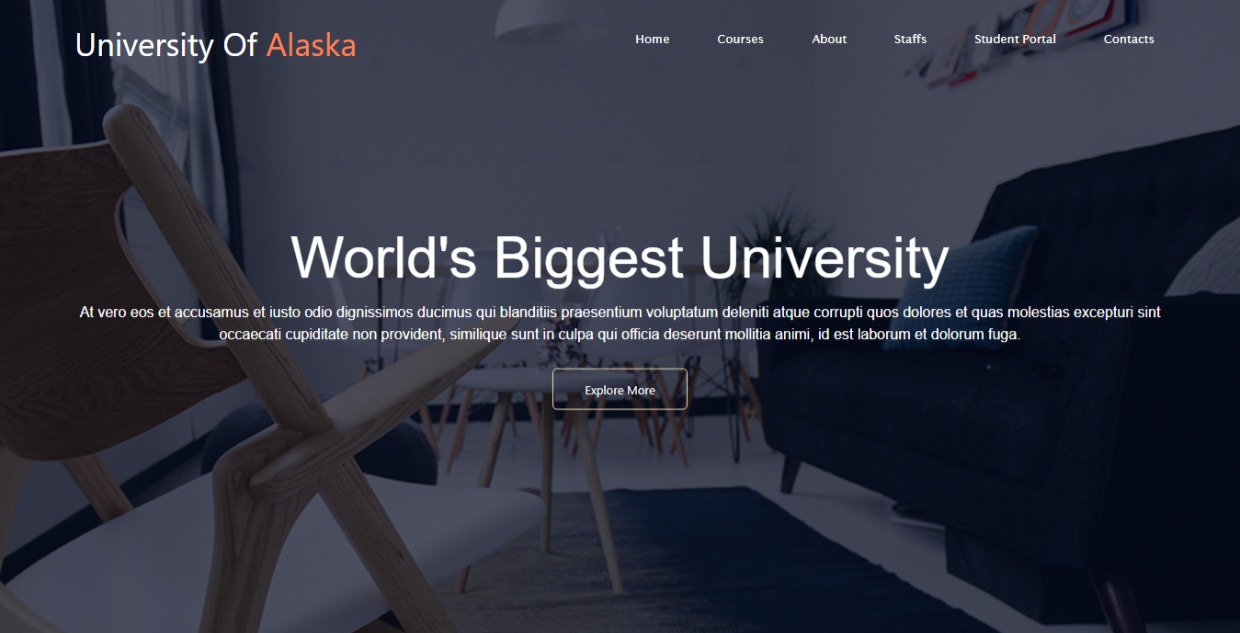 University Of Alaska
Home Courses About Staffs Student Portal Contacts
World's Biggest University
At vero eos et accusamus et iusto odio dignissimos ducimus qui blanditiis praesentium voluptatum deleniti atque corrupti quos dolores et quas molestias excepturi sint
occaecati cupiditate non provident, similique sunt in culpa qui officia deserunt mollitia animi, id est laborum et dolorum fuga.
Explore More